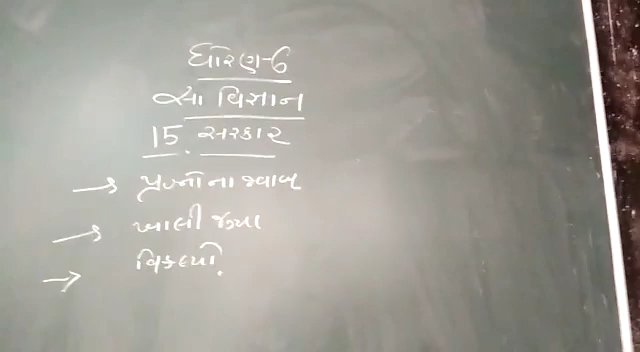 ધોરણ-6
સા વિજ્ઞાન
15. સરકાર
→ પ્રશ્નોના જવાબ
→ ખાલી જગ્યા
→ વિકલ્પો.